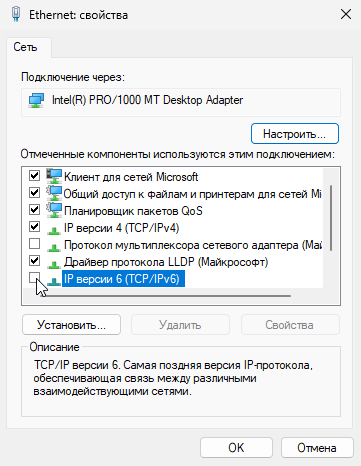 Ethernet: свойства
Сеть
Подключение через:
Intel(R) PRO/1000 MT Desktop Adapter
Настроить...
Отмеченные компоненты используются этим подключением:
Клиент для сетей Microsoft
Общий доступ к файлам и принтерам для сетей Mi
Планировщик пакетов QoS
IP версии 4 (TCP/IPv4)
Протокол мультиплексора сетевого адаптера (Май
Драйвер протокола LLDP (Майкрософт)
IP версии 6 (TCP/IPv6)
Установить...
Удалить
Свойства
Описание
TCP/IP версии 6. Самая поздняя версия IP-протокола,
обеспечивающая связь между различными
взаимодействующими сетями.
OK
Отмена